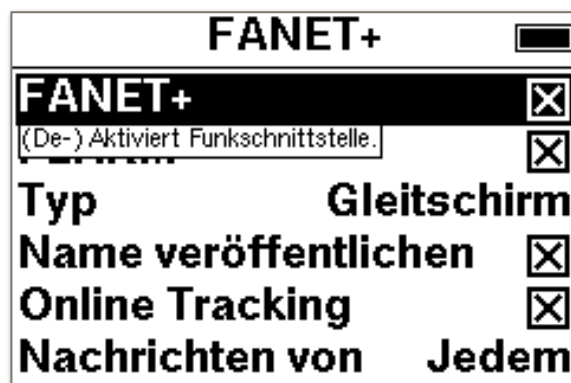 FANET+
FANET+
(De-) Aktiviert Funkschnittstelle.
Typ Gleitschirm
Name veröffentlichen
Online Tracking
Nachrichten von Jedem